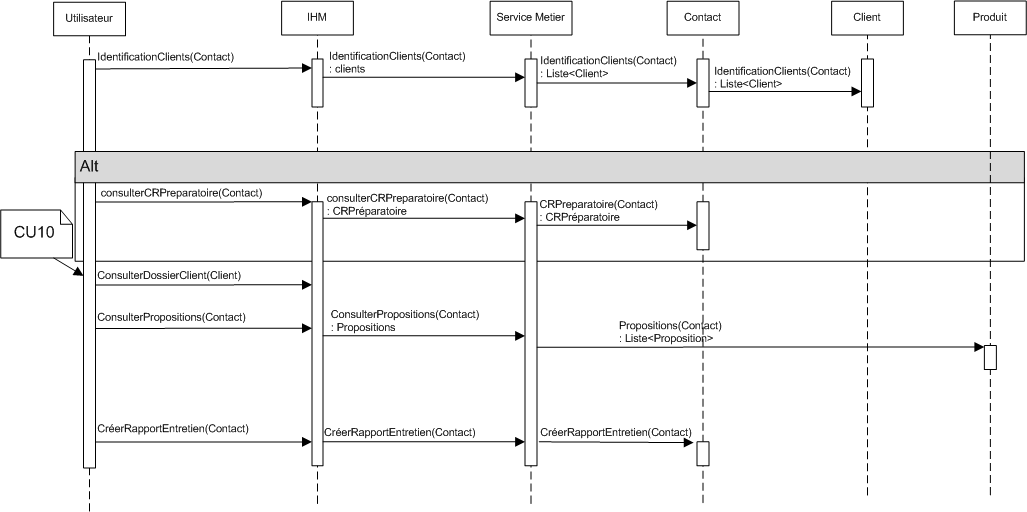 Utilisateur
IHM
Service Metier
Contact
Client
Produit
IdentificationClients(Contact)
IdentificationClients(Contact)
: clients
IdentificationClients(Contact)
: Liste<Client>
IdentificationClients(Contact)
: Liste<Client>
Alt
consulterCRPreparatoire(Contact)
consulterCRPreparatoire(Contact)
: CRPréparatoire
CRPreparatoire(Contact)
: CRPréparatoire
CU10
ConsulterDossierClient(Client)
ConsulterPropositions(Contact)
ConsulterPropositions(Contact)
: Propositions
Propositions(Contact)
: Liste<Proposition>
CréerRapportEntretien(Contact)
CréerRapportEntretien(Contact)
CréerRapportEntretien(Contact)